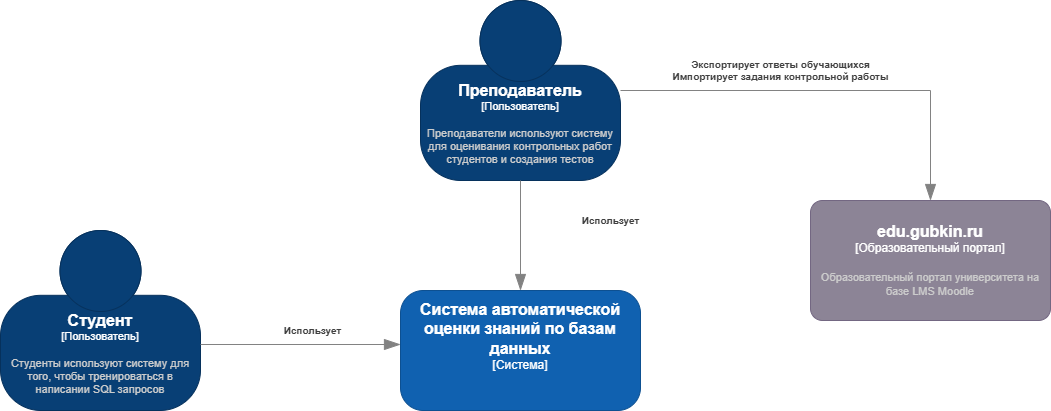 Экспортирует ответы обучающихся
Импортирует задания контрольной работы
Преподаватель
[Пользователь]
Преподаватели используют систему
для оценивания контрольных работ
студентов и создания тестов
Использует
edu.gubkin.ru
[Образовательный портал]
Образовательный портал университета на
базе LMS Moodle
Студент
[Пользователь]
Студенты используют систему для
того, чтобы тренироваться в
написании SQL запросов
Использует
Система автоматической
оценки знаний по базам
данных
[Система]